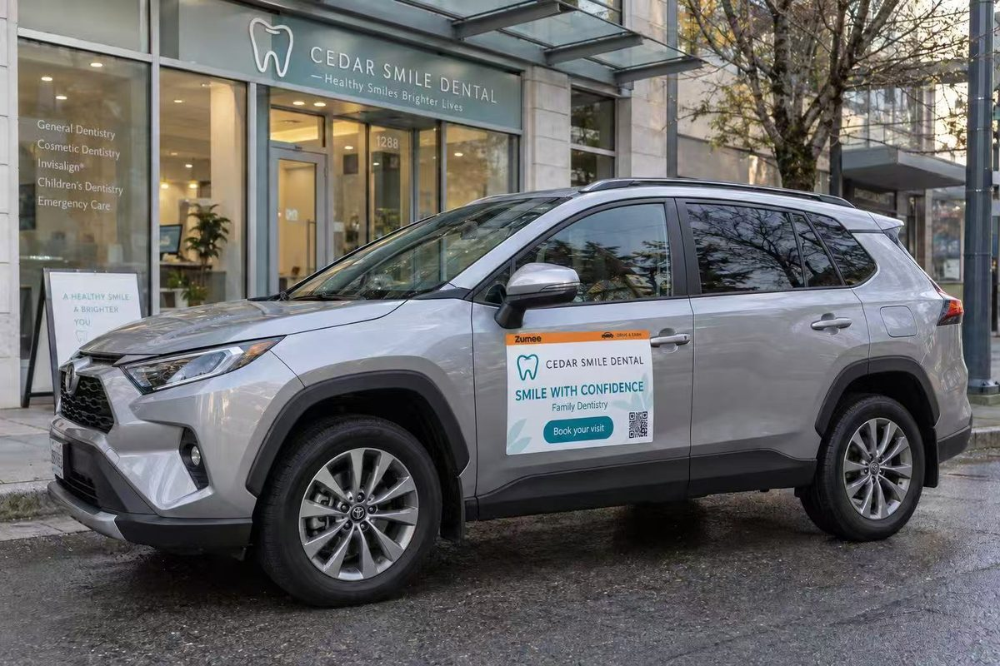 CEDAR SMILE DENTAL
—Healthy Smiles Brighter Lives
General Dentistry
Cosmetic Dentistry
Invisalign®
Children's Dentistry
Emergency Care
1288
A HEALTHY SMILE
A BRIGHTER
YOU
Zumee DRIVE & EARN
CEDAR SMILE DENTAL
SMILE WITH CONFIDENCE
Family Dentistry
Book your visit